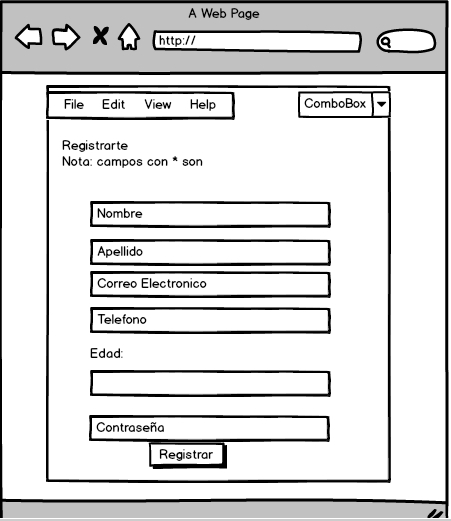 A Web Page
http://
File Edit View Help
ComboBox
Registrarte
Nota: campos con * son
Nombre
Apellido
Correo Electronico
Telefono
Edad:
Contraseña
Registrar